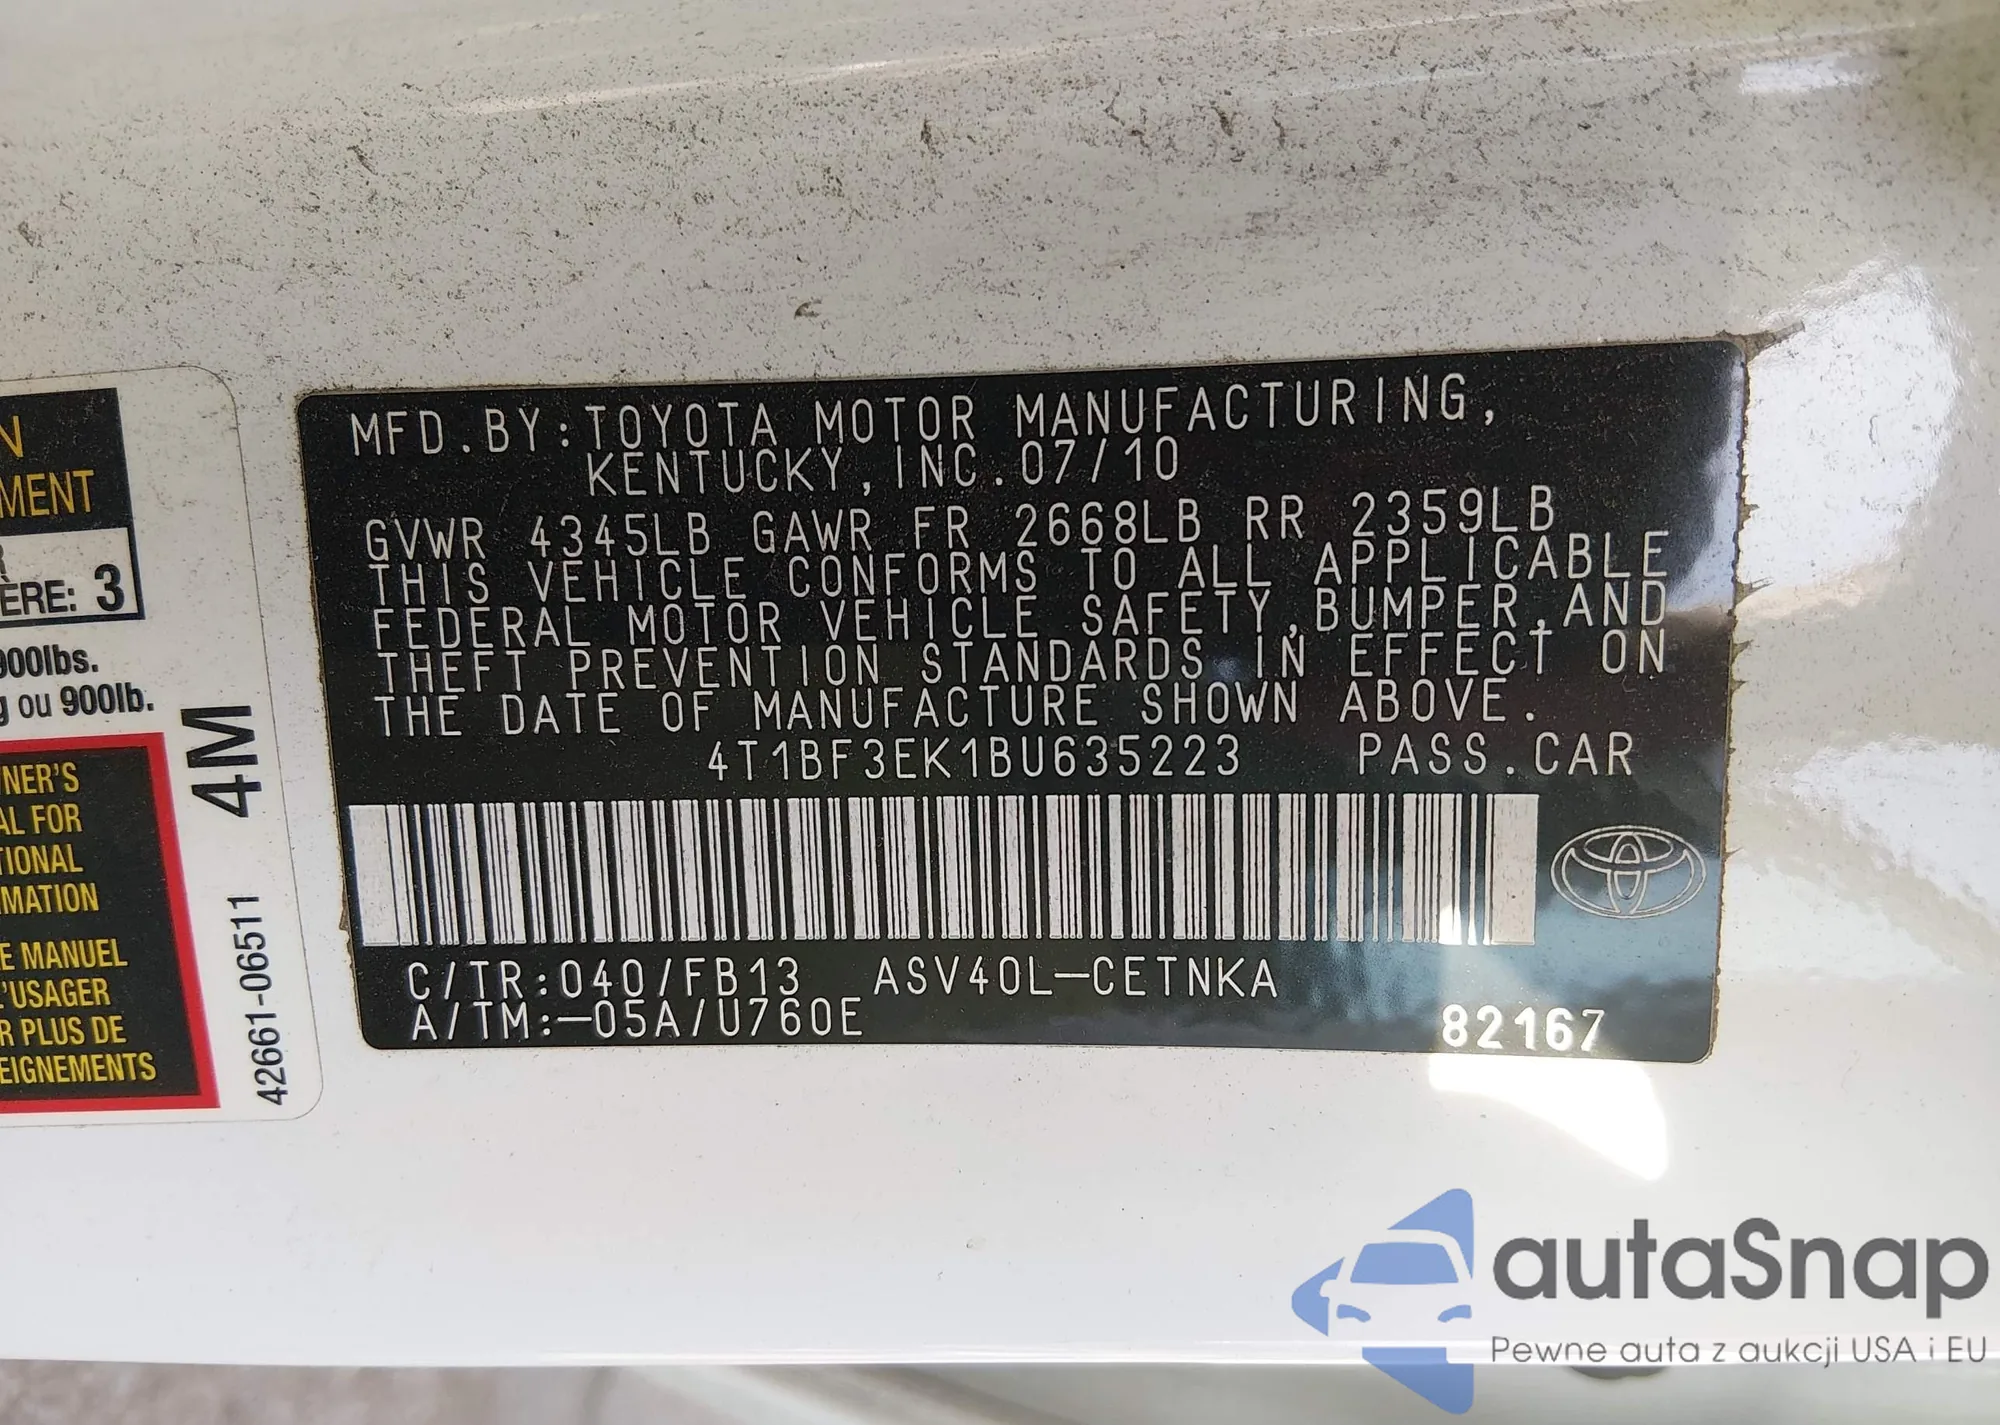 N
MENT
R
ÈRE: 3
900lbs.
g ou 900lb.
NER'S
AL FOR
TIONAL
RMATION
E MANUEL
L'USAGER
R PLUS DE
EIGNEMENTS
4M
42661-06511
MFD.BY:TOYOTA MOTOR MANUFACTURING,
KENTUCKY,INC.07/10
GVWR 4345LB GAWR FR 2668LB RR 2359LB
THIS VEHICLE CONFORMS TO ALL APPLICABLE
FEDERAL MOTOR VEHICLE SAFETY,BUMPER,AND
THEFT PREVENTION STANDARDS IN EFFECT ON
THE DATE OF MANUFACTURE SHOWN ABOVE.
4T1BF3EK1BU635223 PASS.CAR
C/TR:040/FB13 ASV40L-CETNKA
A/TM:-05A/U760E
82167
autaSnap
Pewne auta z aukcji USA i EU